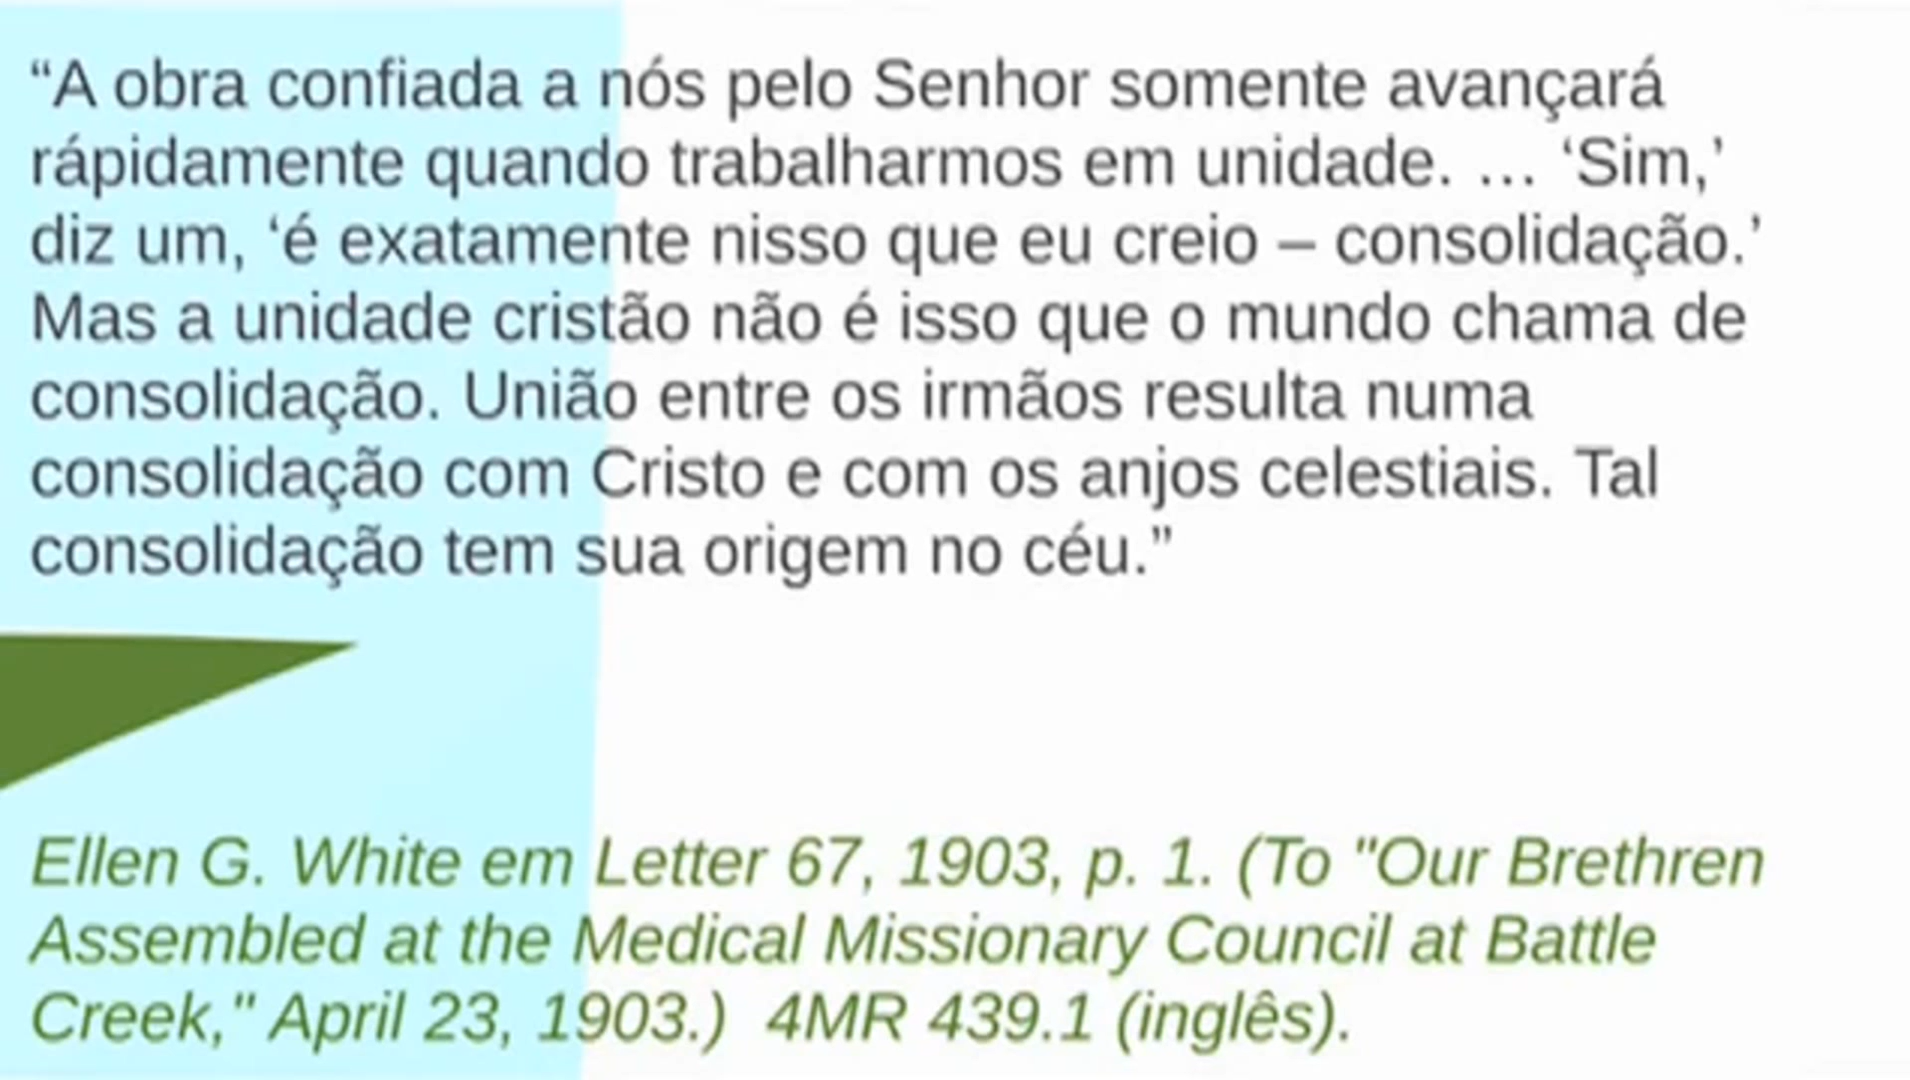 “A obra confiada a nós pelo Senhor somente avançará
rápidamente quando trabalharmos em unidade. … ‘Sim,’
diz um, ‘é exatamente nisso que eu creio – consolidação.’
Mas a unidade cristão não é isso que o mundo chama de
consolidação. União entre os irmãos resulta numa
consolidação com Cristo e com os anjos celestiais. Tal
consolidação tem sua origem no céu.”
Ellen G. White em Letter 67, 1903, p. 1. (To "Our Brethren
Assembled at the Medical Missionary Council at Battle
Creek," April 23, 1903.)  4MR 439.1 (inglês).